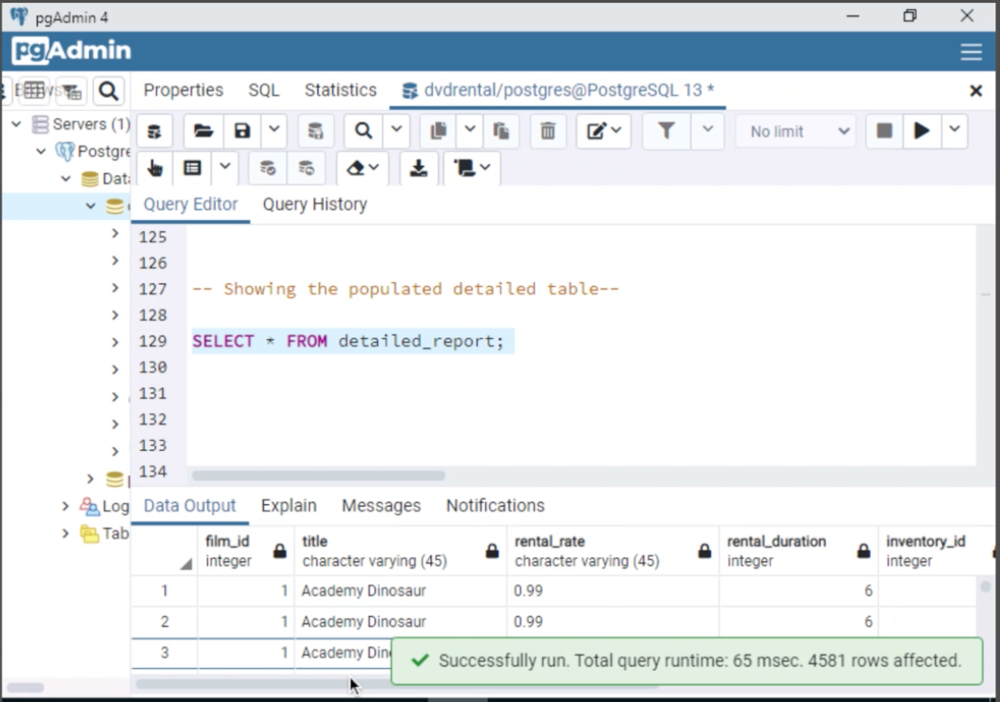 pgAdmin 4
pgAdmin
Properties SQL Statistics dvdrental/postgres@PostgreSQL 13 *
Servers (1)
Postgre
Data
Log
Tab
No limit
Query Editor Query History
125
126
127 -- Showing the populated detailed table--
128
129 SELECT * FROM detailed_report;
130
131
132
133
134
Data Output Explain Messages Notifications
film_id title rental_rate rental_duration inventory_id
integer character varying (45) character varying (45) integer integer
1 1 Academy Dinosaur 0.99 6
2 1 Academy Dinosaur 0.99 6
3 1 Academy Din
Successfully run. Total query runtime: 65 msec. 4581 rows affected.